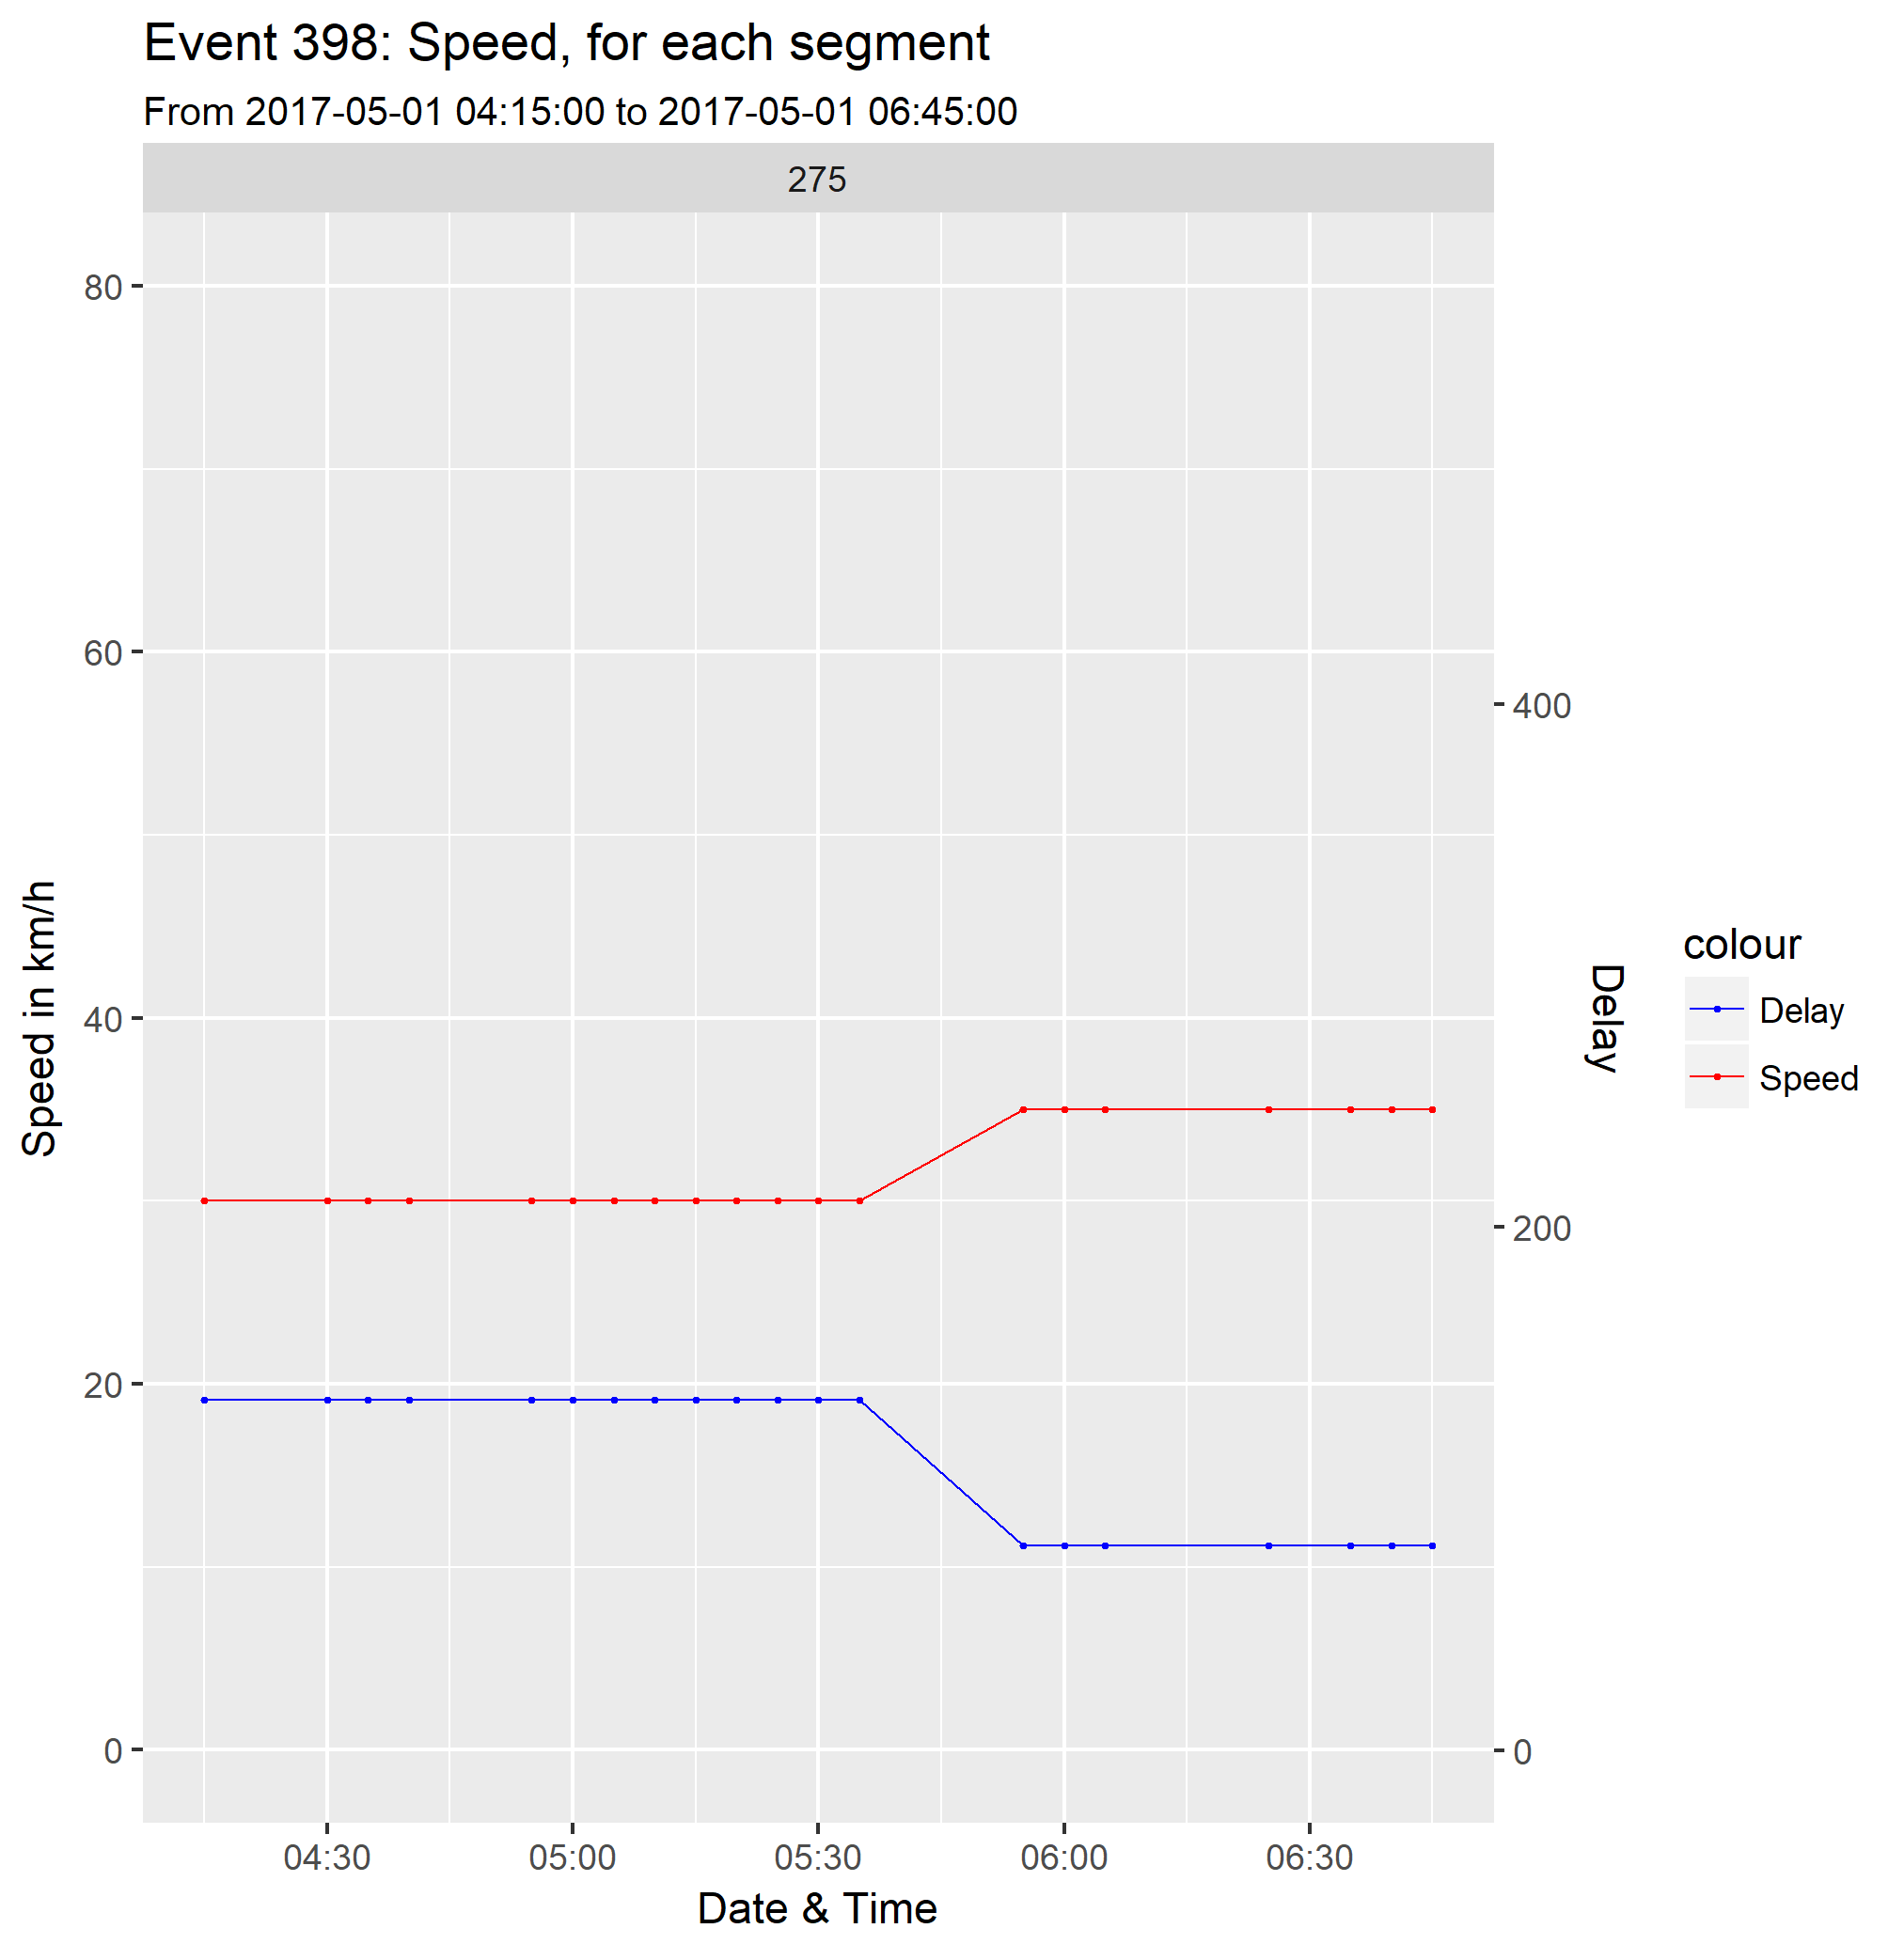 Event 398: Speed, for each segment
From 2017-05-01 04:15:00 to 2017-05-01 06:45:00
275
80
60
40
20
0
Speed in km/h
400
200
0
Delay
colour
Delay
Speed
04:30 05:00 05:30 06:00 06:30
Date & Time